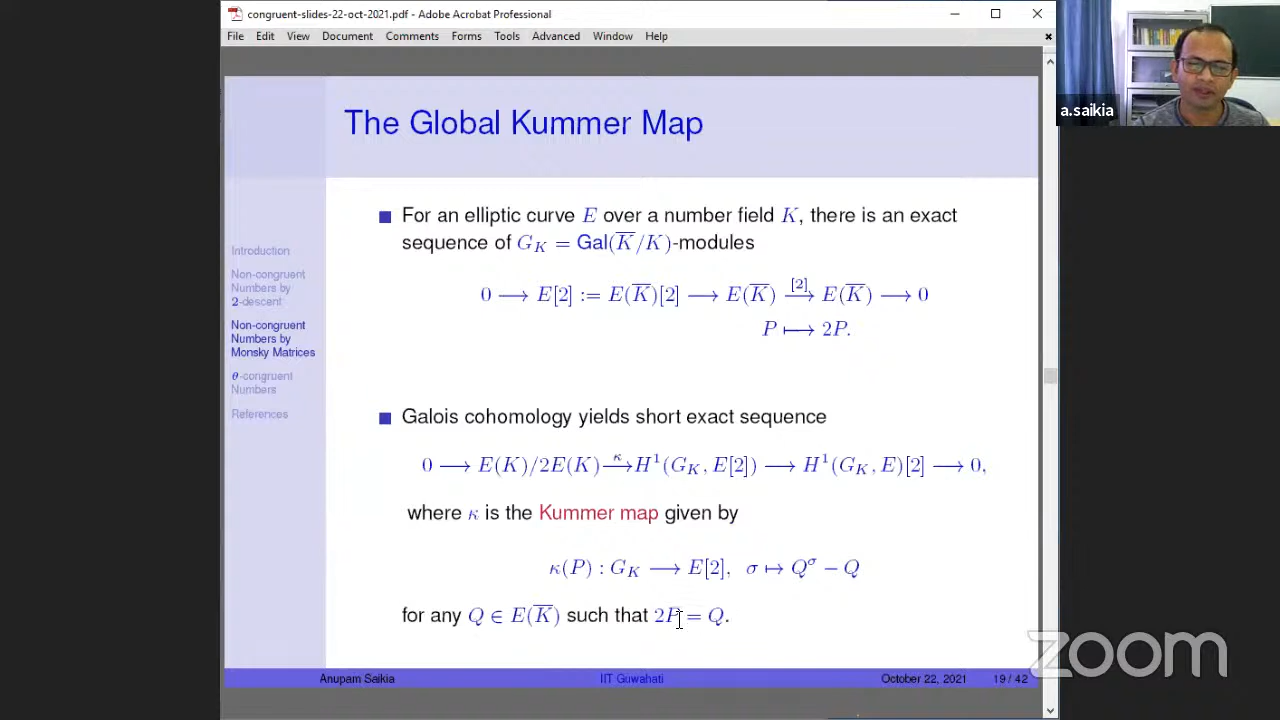 congruent-slides-22-oct-2021.pdf - Adobe Acrobat Professional
File Edit View Document Comments Forms Tools Advanced Window Help
a.saikia
The Global Kummer Map
For an elliptic curve E over a number field K, there is an exact
sequence of G_K = Gal(K̅/K)-modules
0 ⟶ E[2] := E(K̅)[2] ⟶ E(K̅) ⟶^{[2]} E(K̅) ⟶ 0
P ⟼ 2P.
Galois cohomology yields short exact sequence
0 ⟶ E(K)/2E(K) ⟶^κ H¹(G_K, E[2]) ⟶ H¹(G_K, E)[2] ⟶ 0,
where κ is the Kummer map given by
κ(P) : G_K ⟶ E[2], σ ↦ Q^σ − Q
for any Q ∈ E(K̅) such that 2P = Q.
Introduction
Non-congruent
Numbers by
2-descent
Non-congruent
Numbers by
Monsky Matrices
θ-congruent
Numbers
References
Anupam Saikia IIT Guwahati October 22, 2021 19 / 42
zoom